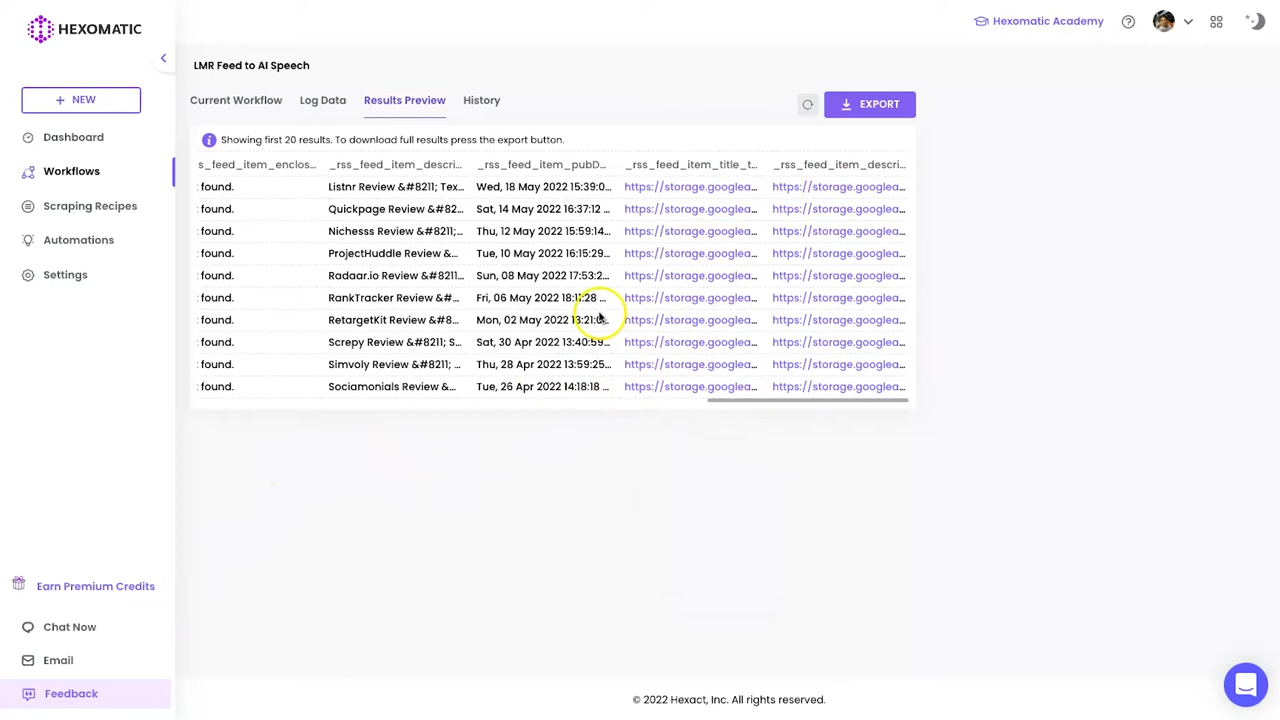 HEXOMATIC
Hexomatic Academy
LMR Feed to AI Speech
+ NEW
Current Workflow Log Data Results Preview History
EXPORT
Dashboard
Workflows
Scraping Recipes
Automations
Settings
Showing first 20 results. To download full results press the export button.
s_feed_item_enclos... _rss_feed_item_descri... _rss_feed_item_pubD... _rss_feed_item_title_t... _rss_feed_item_descri...
: found. Listnr Review &#8211; Tex... Wed, 18 May 2022 15:39:0... https://storage.googlea... https://storage.googlea...
: found. Quickpage Review &#82... Sat, 14 May 2022 16:37:12 ... https://storage.googlea... https://storage.googlea...
: found. Nichesss Review &#8211;... Thu, 12 May 2022 15:59:14... https://storage.googlea... https://storage.googlea...
: found. ProjectHuddle Review &... Tue, 10 May 2022 16:15:29... https://storage.googlea... https://storage.googlea...
: found. Radaar.io Review &#8211... Sun, 08 May 2022 17:53:2... https://storage.googlea... https://storage.googlea...
: found. RankTracker Review &#... Fri, 06 May 2022 18:11:28 ... https://storage.googlea... https://storage.googlea...
: found. RetargetKit Review &#8... Mon, 02 May 2022 13:21:0... https://storage.googlea... https://storage.googlea...
: found. Screpy Review &#8211; S... Sat, 30 Apr 2022 13:40:59... https://storage.googlea... https://storage.googlea...
: found. Simvoly Review &#8211; ... Thu, 28 Apr 2022 13:59:25... https://storage.googlea... https://storage.googlea...
: found. Sociamonials Review &... Tue, 26 Apr 2022 14:18:18 ... https://storage.googlea... https://storage.googlea...
Earn Premium Credits
Chat Now
Email
Feedback
© 2022 Hexact, Inc. All rights reserved.